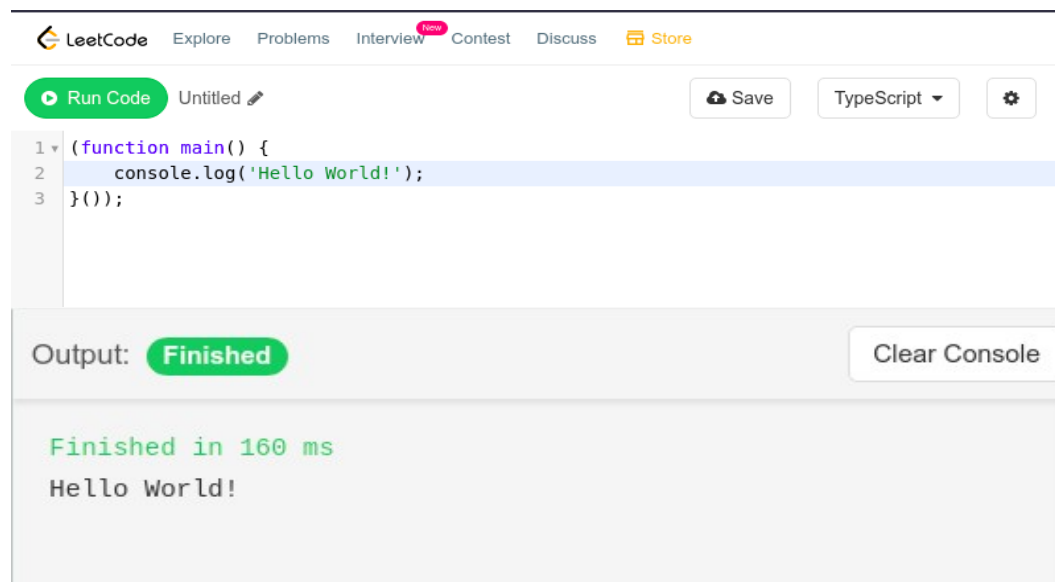 LeetCode Explore Problems Interview New Contest Discuss Store
Run Code Untitled Save TypeScript
1 (function main() {
2     console.log('Hello World!');
3 }());
Output: Finished Clear Console
Finished in 160 ms
Hello World!